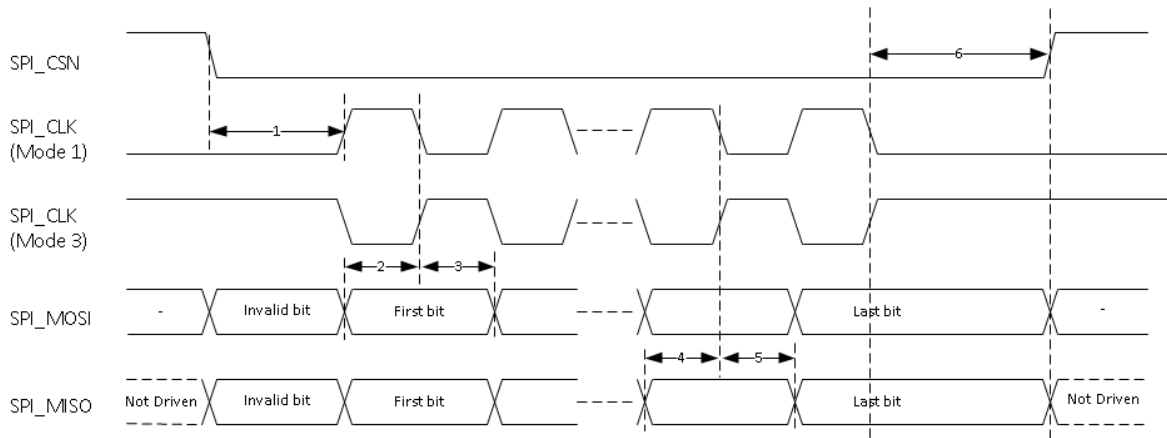 SPI_CSN
6
SPI_CLK
(Mode 1)
1
SPI_CLK
(Mode 3)
2
3
SPI_MOSI
-
Invalid bit
First bit
Last bit
-
4
5
SPI_MISO
Not Driven
Invalid bit
First bit
Last bit
Not Driven